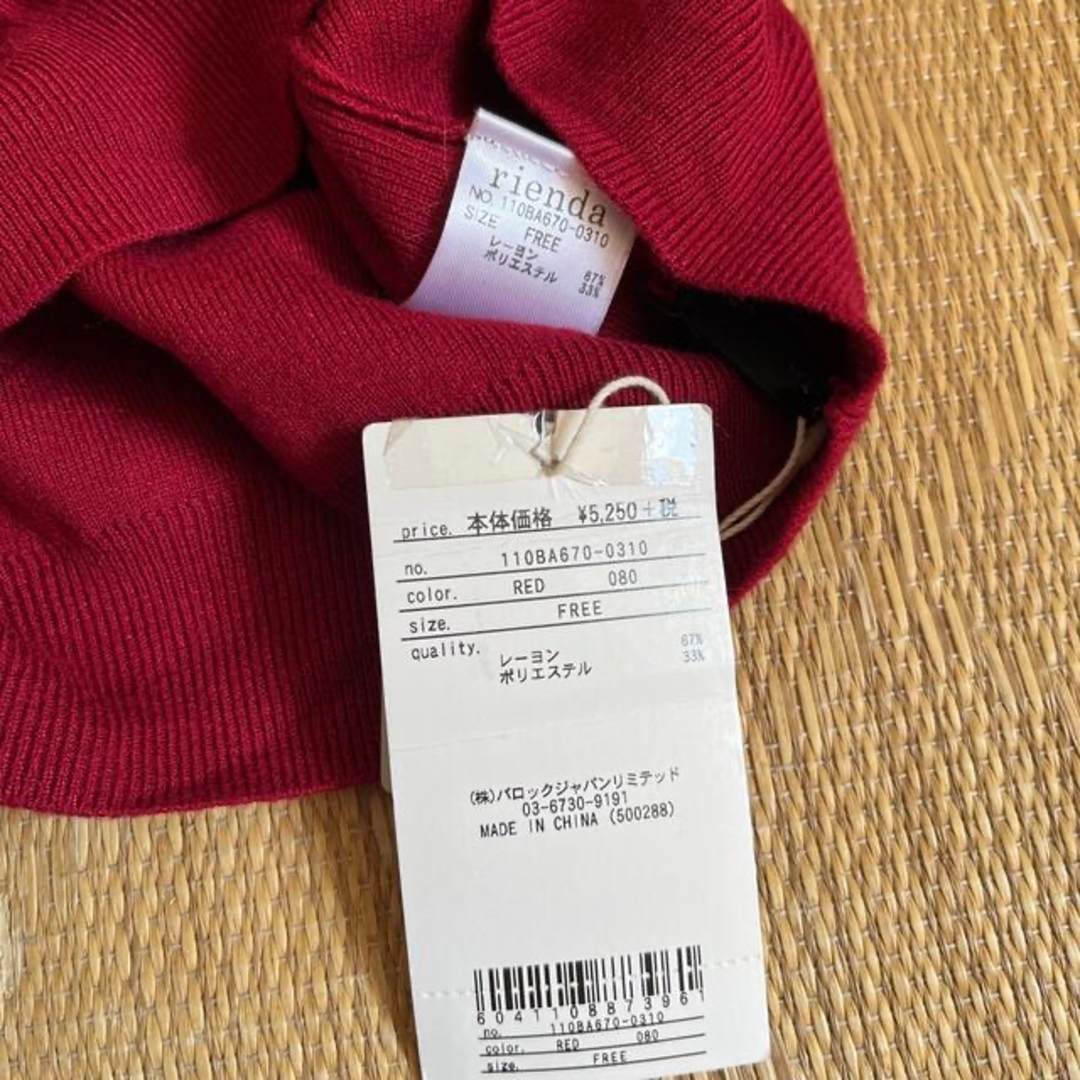 rienda
NO. 110BA670-0310
SIZE FREE
レーヨン 67%
ポリエステル 33%
price. 本体価格 ¥5,250+税
no. 110BA670-0310
color. RED 080
size. FREE
quality. レーヨン 67%
ポリエステル 33%
(株)バロックジャパンリミテッド
03-6730-9191
MADE IN CHINA (500288)
6041108873961
no. 110BA670-0310
color. RED 080
size. FREE